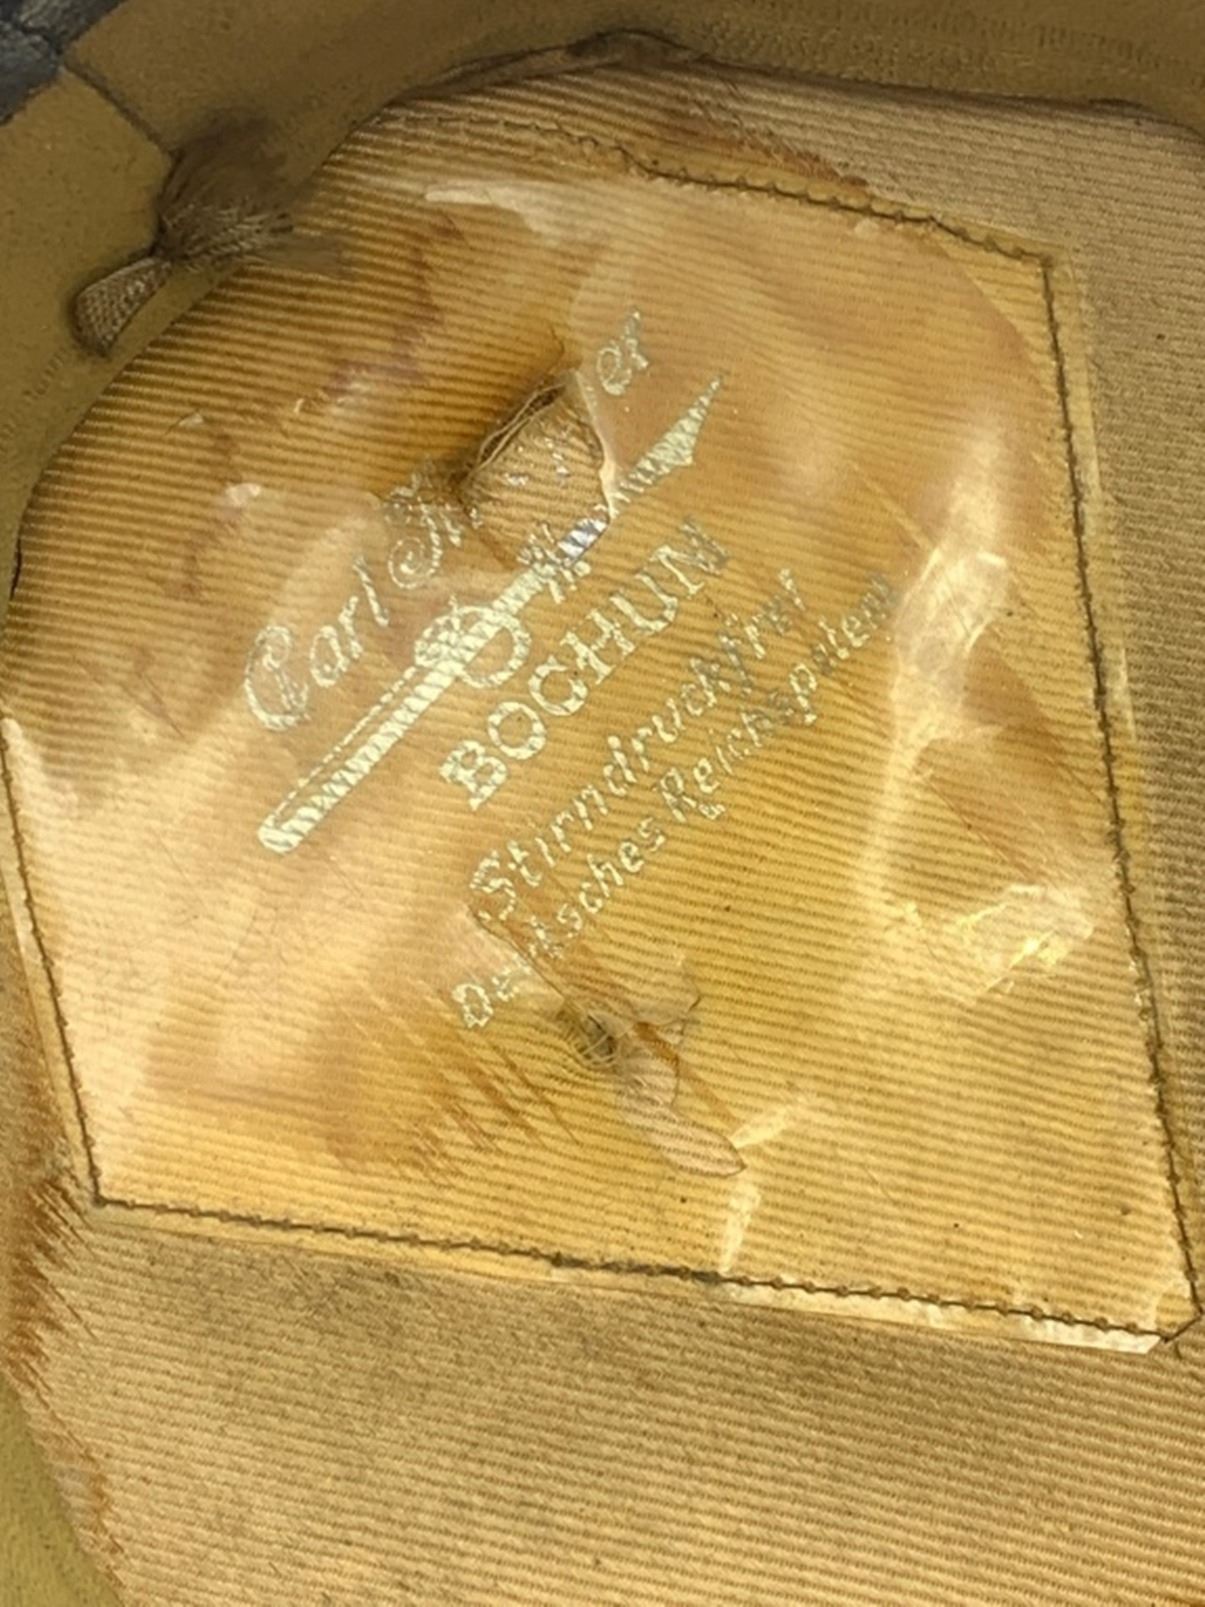 Carl
BOCHUM
Stirndruckfrei
Deutsches Reichspatent